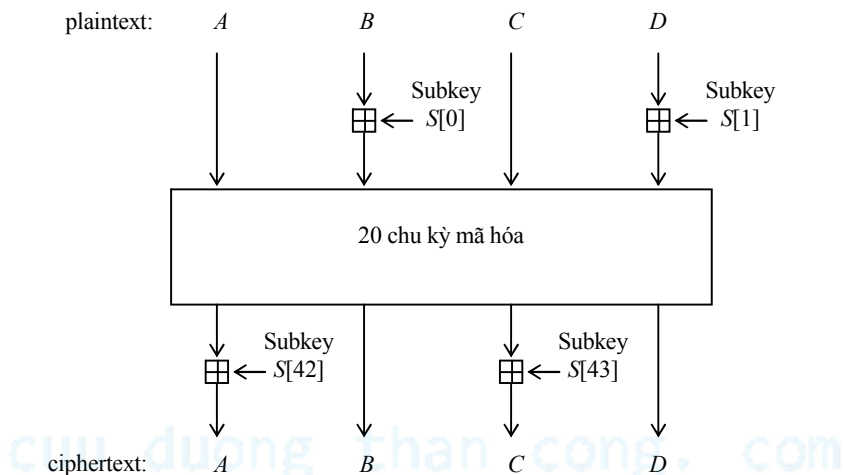 plaintext: A B C D
Subkey Subkey
S[0] S[1]
20 chu kỳ mã hóa
Subkey Subkey
S[42] S[43]
cuu duong than cong. com
ciphertext: A B C D